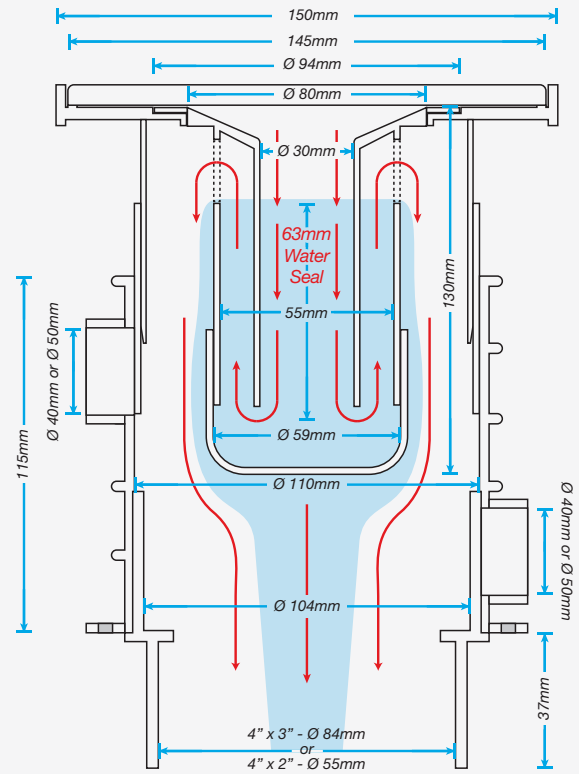 150mm
145mm
Ø 94mm
Ø 80mm
Ø 30mm
63mm
Water
Seal
130mm
55mm
Ø 40mm or Ø 50mm
115mm
Ø 59mm
Ø 110mm
Ø 40mm or Ø 50mm
Ø 104mm
37mm
4” x 3” - Ø 84mm
or
4” x 2” - Ø 55mm